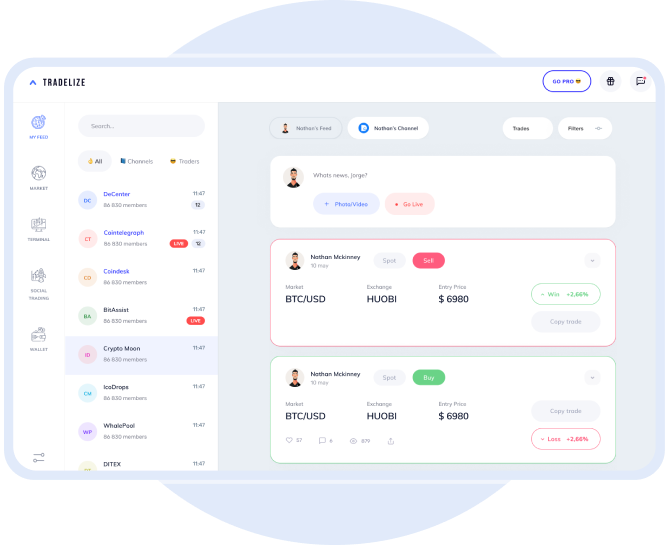 TRADELIZE
GO PRO
MY FEED
MARKET
TERMINAL
SOCIAL
TRADING
WALLET
Search...
All
Channels
Traders
DC
DeCenter
11:47
86 830 members
12
CT
Cointelegraph
11:47
86 830 members
LIVE
12
CD
Coindesk
11:47
86 830 members
BA
BitAssist
11:47
86 830 members
LIVE
ID
Crypto Moon
11:47
86 830 members
CM
IcoDrops
11:47
86 830 members
WP
WhalePool
11:47
86 830 members
DITEX
11:47
Nathan's Feed
Nathan's Channel
Trades
Filters
Whats news, Jorge?
+ Photo/Video
Go Live
Nathan Mckinney
10 may
Spot
Sell
Market
Exchange
Entry Price
BTC/USD
HUOBI
$ 6980
Win +2,66%
Copy trade
Nathan Mckinney
10 may
Spot
Buy
Market
Exchange
Entry Price
BTC/USD
HUOBI
$ 6980
Copy trade
Loss +2,66%
57
6
879